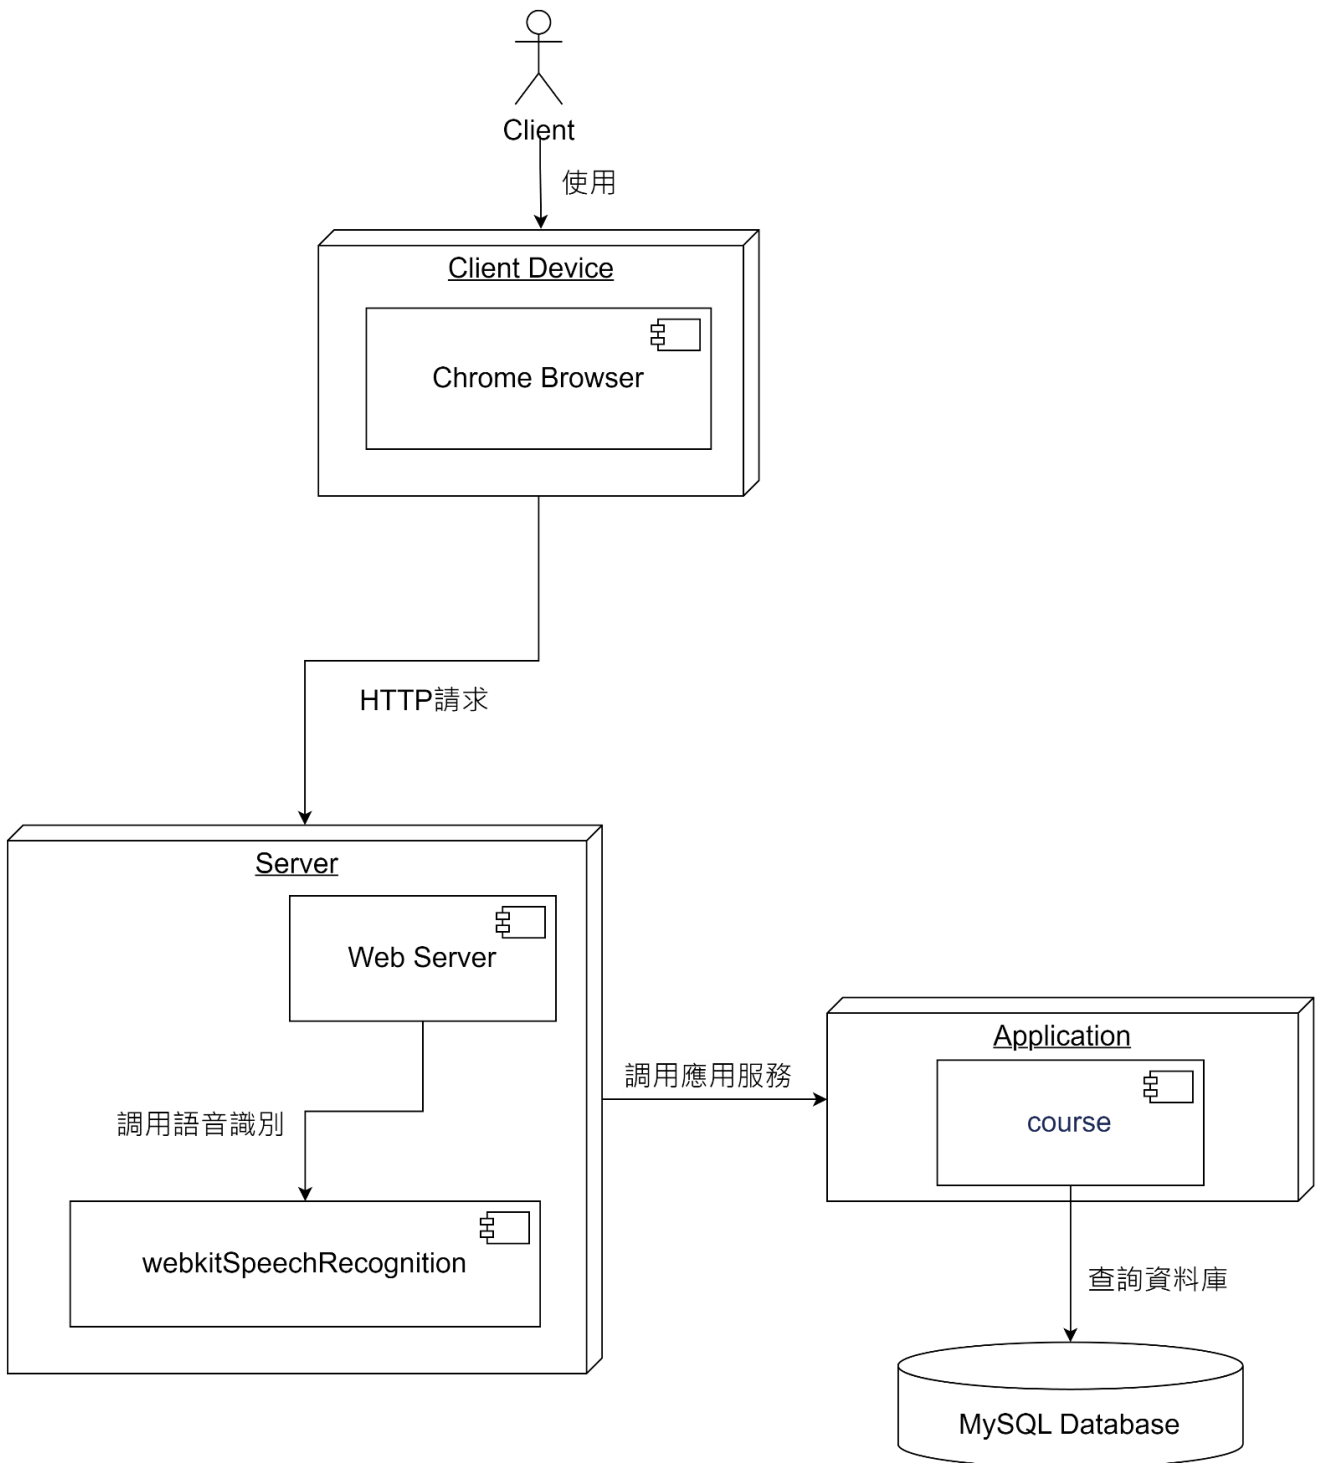 Client
使用
Client Device
Chrome Browser
HTTP請求
Server
Web Server
調用語音識別
webkitSpeechRecognition
調用應用服務
Application
course
查詢資料庫
MySQL Database